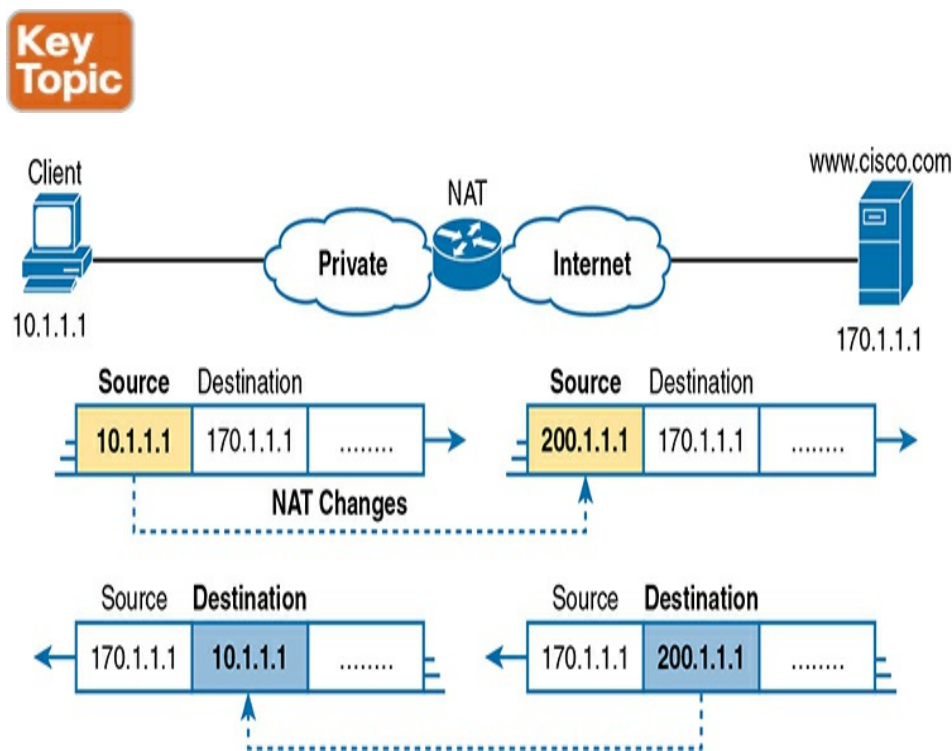 Key
Topic
Client
www.cisco.com
NAT
Private
Internet
10.1.1.1
170.1.1.1
Source Destination
Source Destination
10.1.1.1 170.1.1.1 ........
200.1.1.1 170.1.1.1 ........
NAT Changes
Source Destination
Source Destination
170.1.1.1 10.1.1.1 ........
170.1.1.1 200.1.1.1 ........